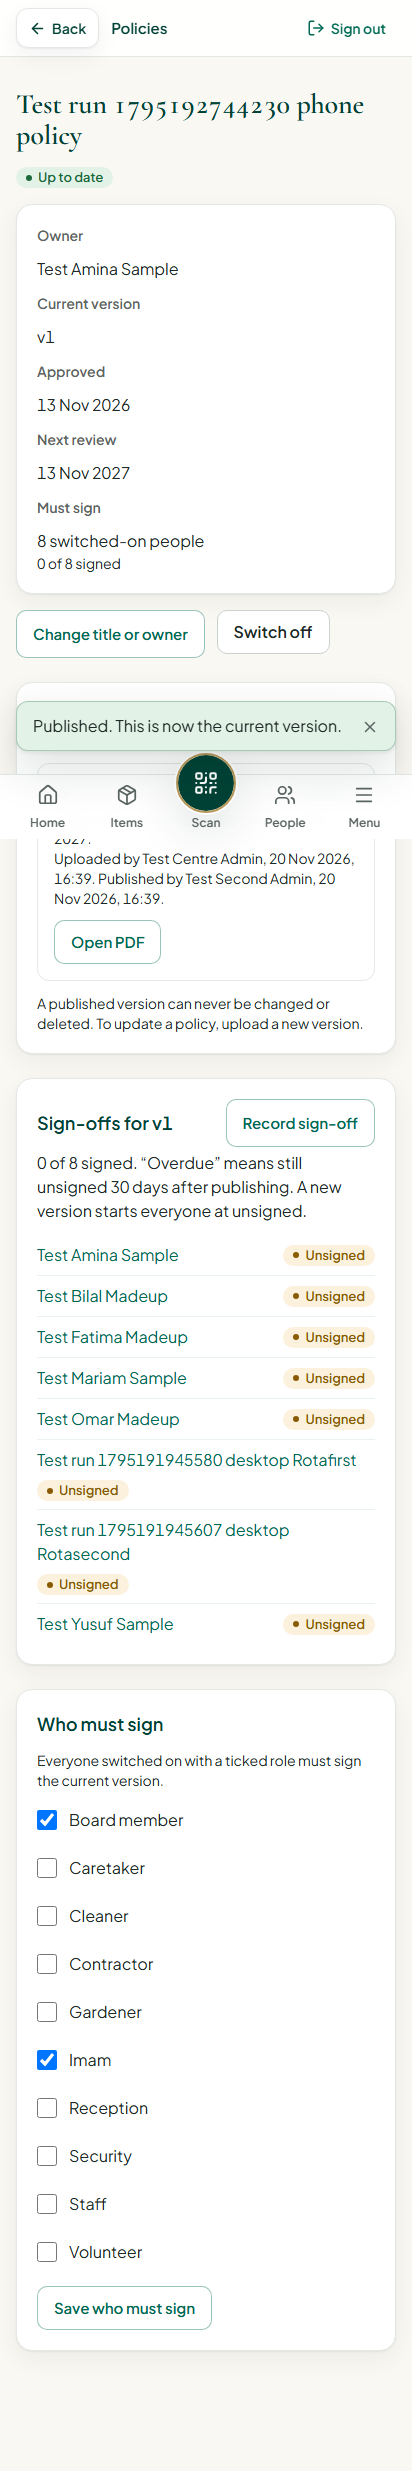 Back
Policies
Sign out
Test run 1795192744230 phone
policy
Up to date
Owner
Test Amina Sample
Current version
v1
Approved
13 Nov 2026
Next review
13 Nov 2027
Must sign
8 switched-on people
0 of 8 signed
Change title or owner
Switch off
Published. This is now the current version.
Home
Items
Scan
People
Menu
2027.
Uploaded by Test Centre Admin, 20 Nov 2026,
16:39. Published by Test Second Admin, 20
Nov 2026, 16:39.
Open PDF
A published version can never be changed or
deleted. To update a policy, upload a new version.
Sign-offs for v1
Record sign-off
0 of 8 signed. “Overdue” means still
unsigned 30 days after publishing. A new
version starts everyone at unsigned.
Test Amina Sample
Unsigned
Test Bilal Madeup
Unsigned
Test Fatima Madeup
Unsigned
Test Mariam Sample
Unsigned
Test Omar Madeup
Unsigned
Test run 1795191945580 desktop Rotafirst
Unsigned
Test run 1795191945607 desktop
Rotasecond
Unsigned
Test Yusuf Sample
Unsigned
Who must sign
Everyone switched on with a ticked role must sign
the current version.
Board member
Caretaker
Cleaner
Contractor
Gardener
Imam
Reception
Security
Staff
Volunteer
Save who must sign